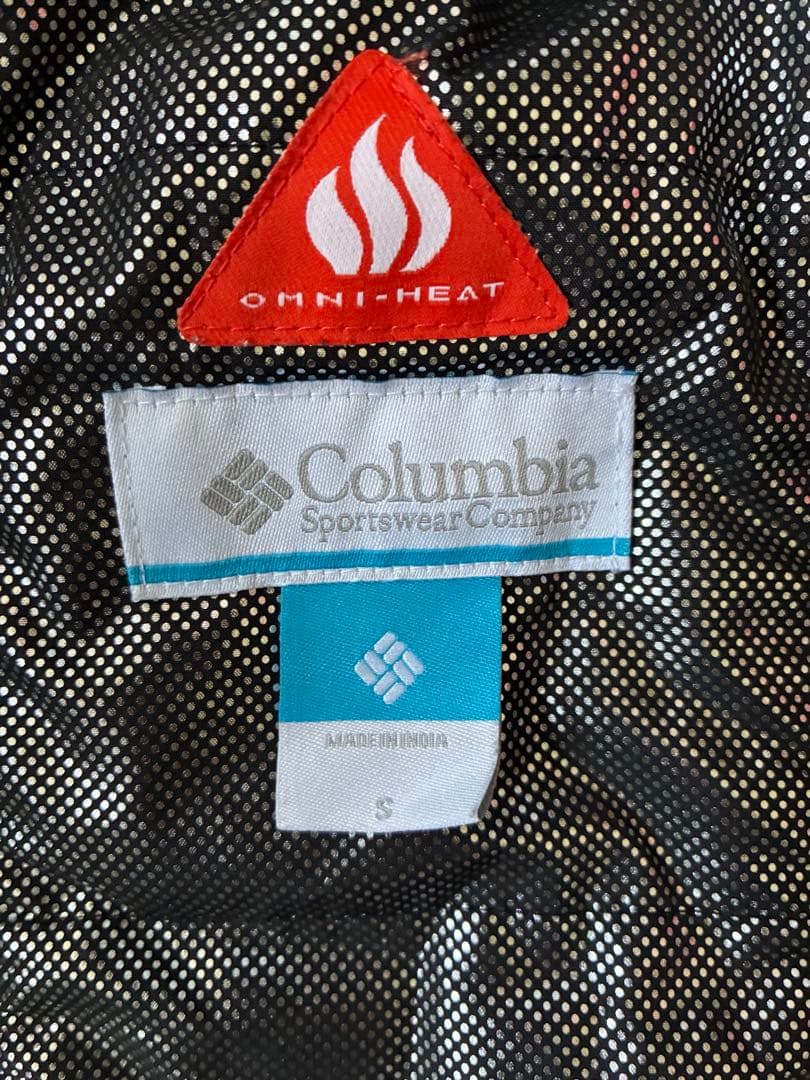 OMNI-HEAT
Columbia
Sportswear Company
MADE IN INDIA
S